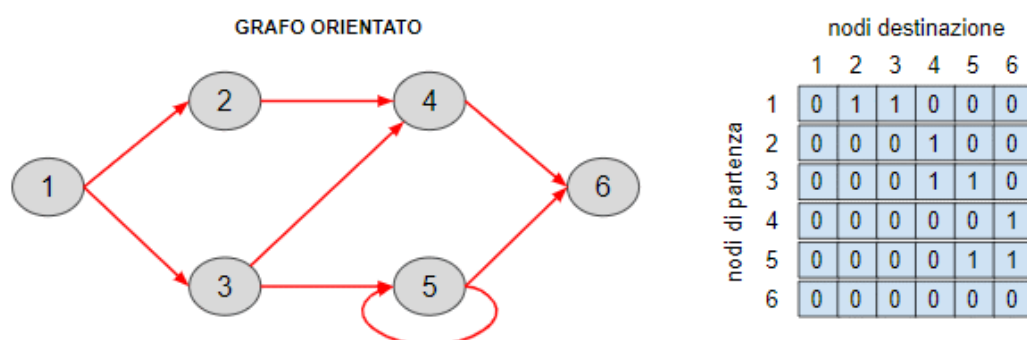 GRAFO ORIENTATO
1
2
3
4
5
6
nodi destinazione
1 2 3 4 5 6
nodi di partenza
1 0 1 1 0 0 0
2 0 0 0 1 0 0
3 0 0 0 1 1 0
4 0 0 0 0 0 1
5 0 0 0 0 1 1
6 0 0 0 0 0 0